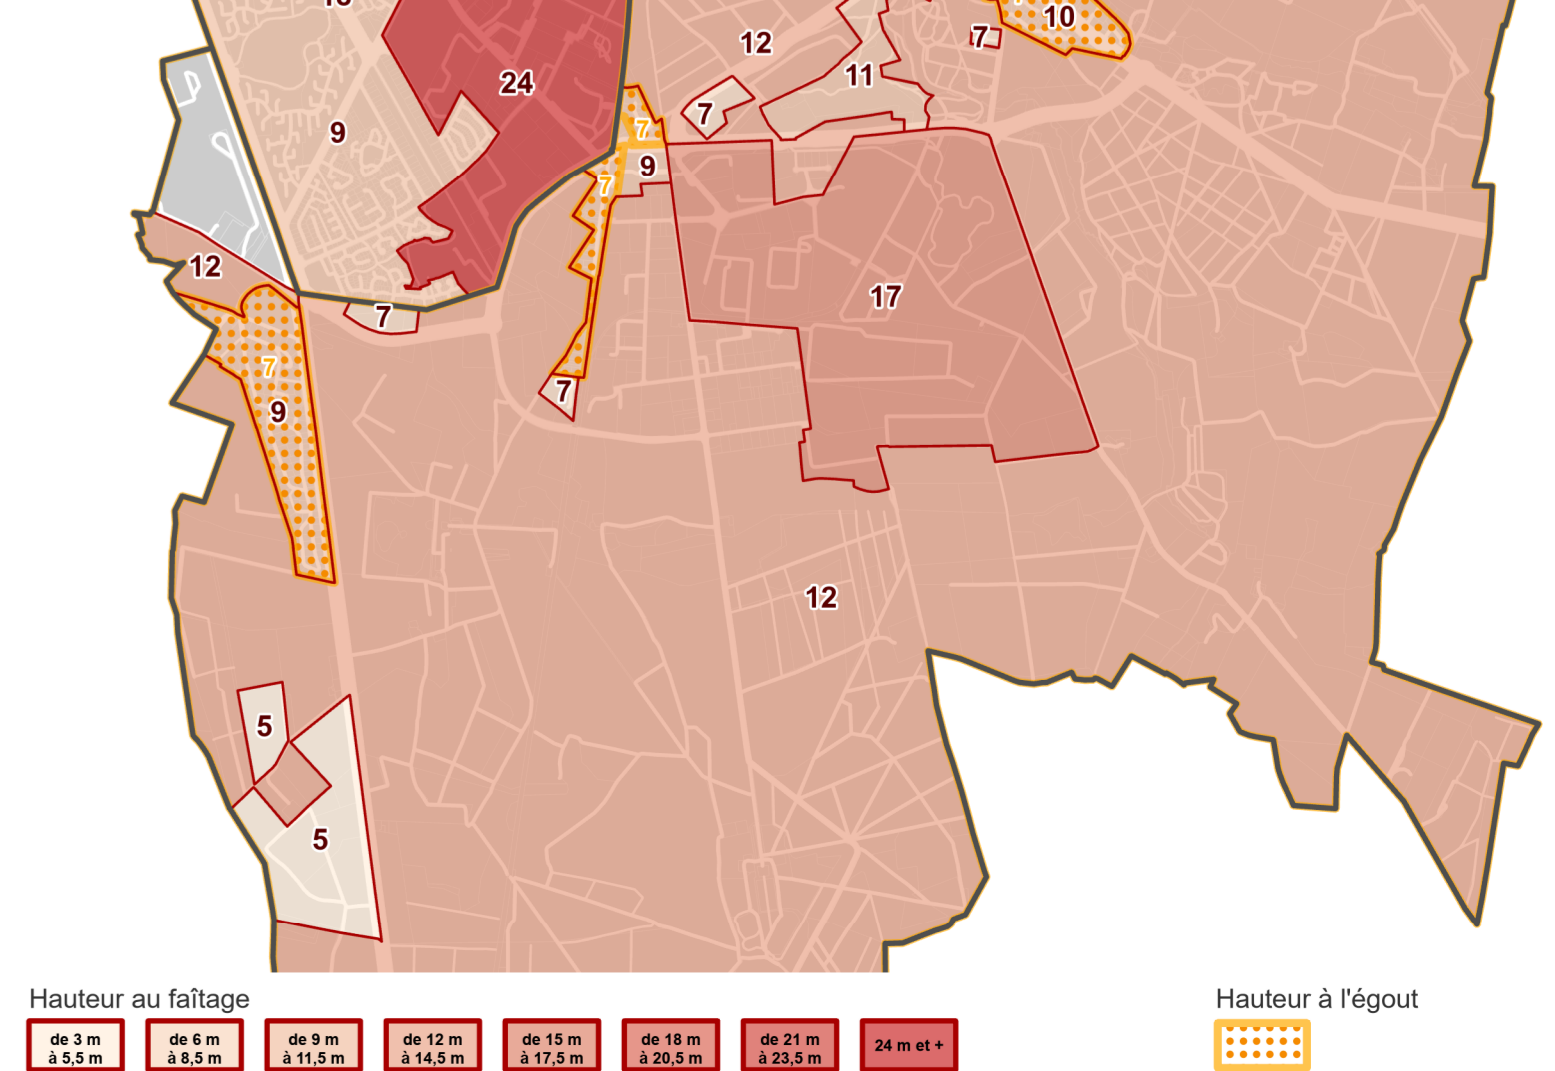 10
12
7
24
11
7
9
7
9
7
12
17
7
7
7
9
12
5
5
Hauteur au faîtage
Hauteur à l'égout
de 3 m
à 5,5 m
de 6 m
à 8,5 m
de 9 m
à 11,5 m
de 12 m
à 14,5 m
de 15 m
à 17,5 m
de 18 m
à 20,5 m
de 21 m
à 23,5 m
24 m et +